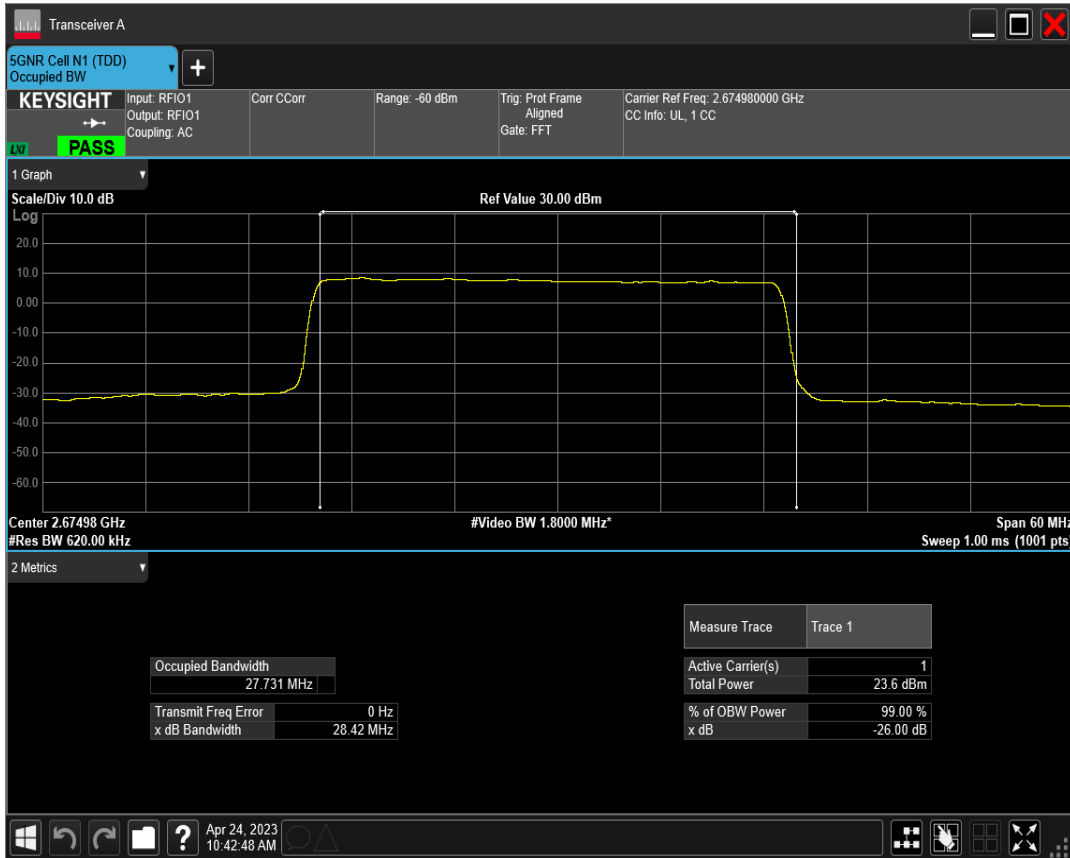 Transceiver A
5GNR Cell N1 (TDD)
Occupied BW
+
KEYSIGHT
Input: RFIO1
Output: RFIO1
Coupling: AC
Corr CCorr
Range: -60 dBm
Trig: Prot Frame
Aligned
Gate: FFT
Carrier Ref Freq: 2.674980000 GHz
CC Info: UL, 1 CC
LXI
PASS
1 Graph
Scale/Div 10.0 dB
Ref Value 30.00 dBm
Log
20.0
10.0
0.00
-10.0
-20.0
-30.0
-40.0
-50.0
-60.0
Center 2.67498 GHz
#Video BW 1.8000 MHz*
Span 60 MHz
#Res BW 620.00 kHz
Sweep 1.00 ms (1001 pts)
2 Metrics
Measure Trace Trace 1
Occupied Bandwidth
27.731 MHz
Active Carrier(s) 1
Total Power 23.6 dBm
Transmit Freq Error 0 Hz
x dB Bandwidth 28.42 MHz
% of OBW Power 99.00 %
x dB -26.00 dB
?
Apr 24, 2023
10:42:48 AM